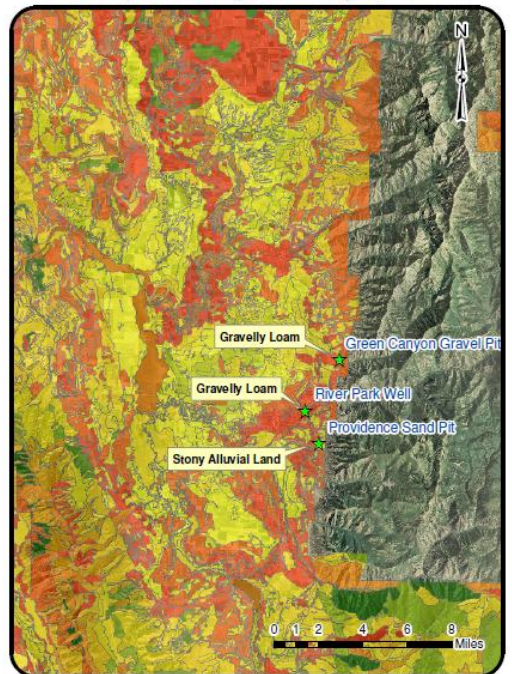 N
Gravelly Loam
Green Canyon Gravel Pit
Gravelly Loam
River Park Well
Providence Sand Pit
Stony Alluvial Land
0 1 2 4 6 8
Miles